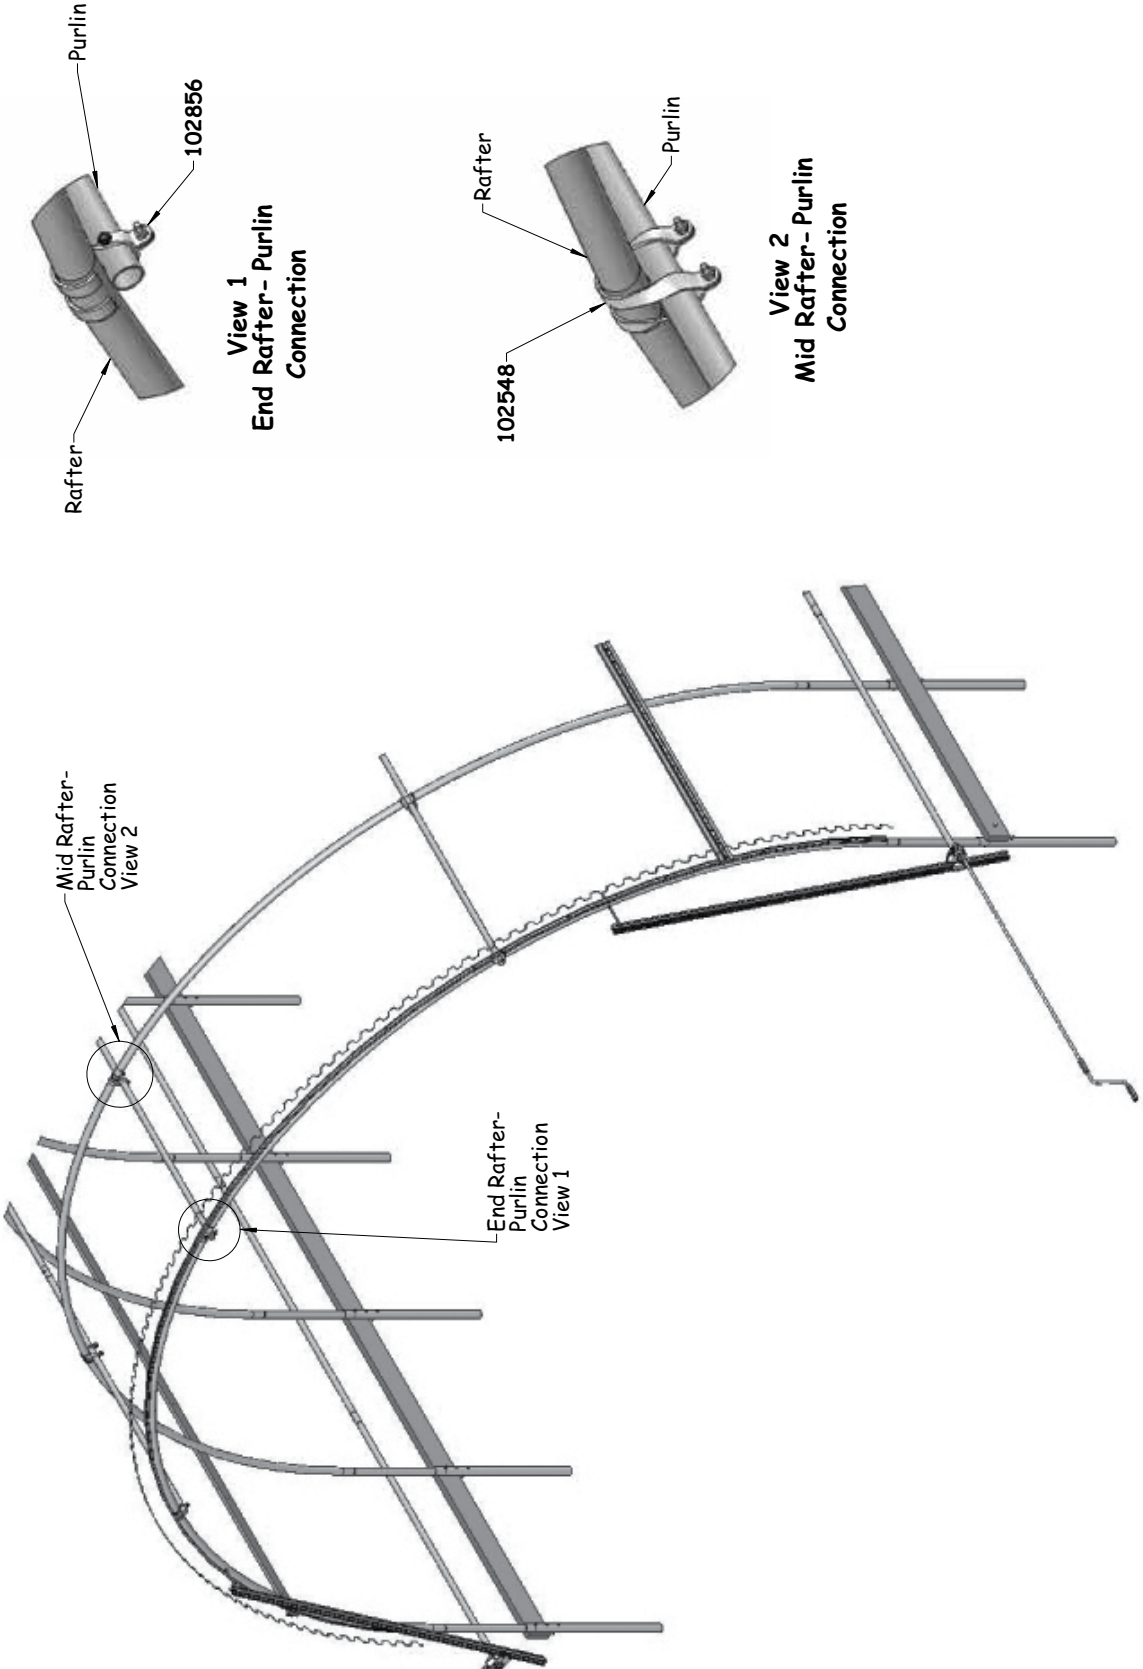 Purlin
102856
Rafter
View 1
End Rafter- Purlin
Connection
Rafter
Purlin
102548
View 2
Mid Rafter- Purlin
Connection
Mid Rafter-
Purlin
Connection
View 2
End Rafter-
Purlin
Connection
View 1